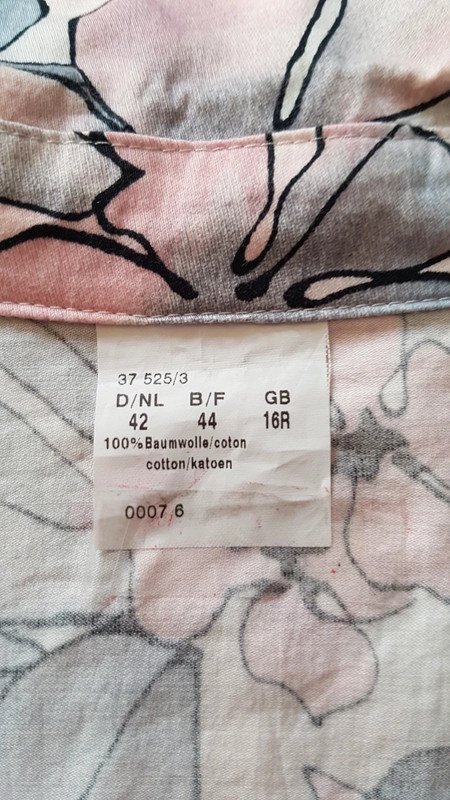 37 525/3
D/NL B/F GB
42 44 16R
100%Baumwolle/coton
cotton/katoen
0007,6